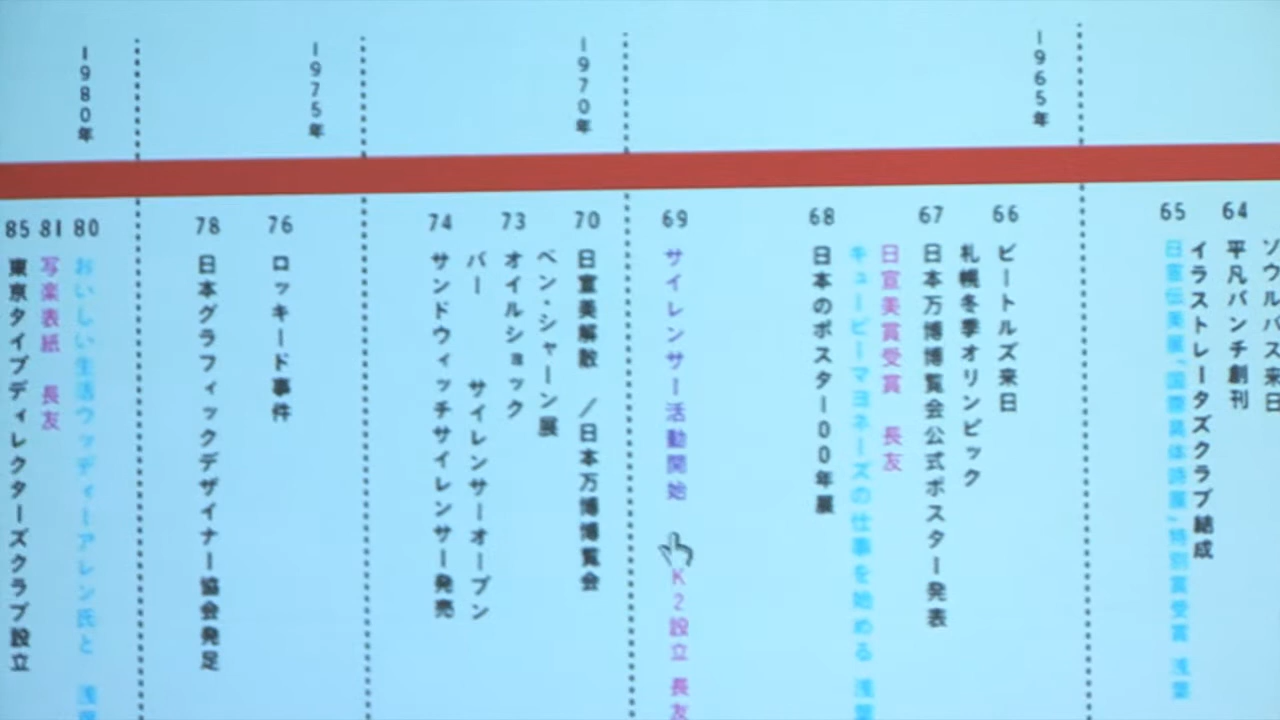 1965年
1970年
1975年
1980年
ソウルパス来日
64
平凡パンチ創刊
イラストレータズクラブ結成
65
日宣伝美展「国際具体詩展」特別賞受賞 浅葉
66
ビートルズ来日
札幌冬季オリンピック
67
日本万博博覧会公式ポスター発表
日宣美賞受賞 長友
キューピーマヨネーズの仕事を始める 浅葉
68
日本のポスター100年展
69
サイレンサー活動開始 K2設立 長友
70
日宣美解散 /日本万博博覧会
ベン・シャーン展
73
オイルショック
バー サイレンサーオープン
74
サンドウィッチサイレンサー発売
76
ロッキード事件
78
日本グラフィックデザイナー協会発足
80
おいしい生活ウッディーアレン氏と 浅葉
81
写楽表紙 長友
85
東京タイプディレクターズクラブ設立